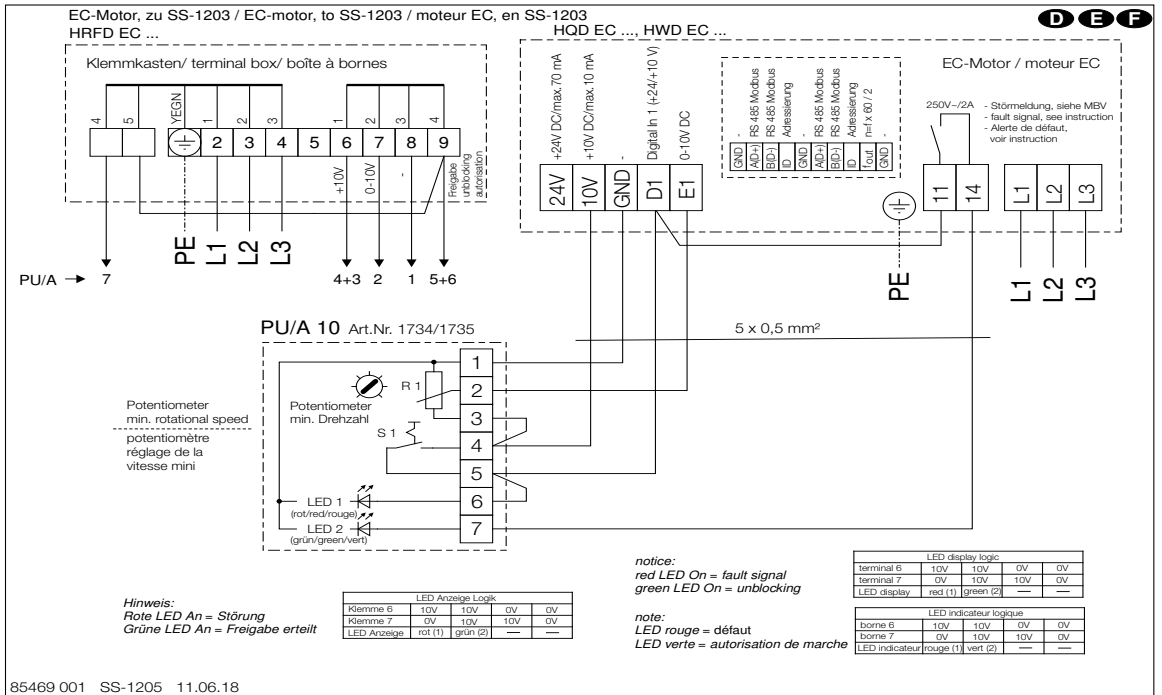 EC-Motor, zu SS-1203 / EC-motor, to SS-1203 / moteur EC, en SS-1203
HRFD EC ...
HQD EC ..., HWD EC ...
D E F
Klemmkasten/ terminal box/ boîte à bornes
4 5 YEGN 1 2 3 1 2 3 4
2 3 4 5 6 7 8 9
+10V 0-10V -
Freigabe
unblocking
autorisation
PE L1 L2 L3
PU/A 7 4+3 2 1 5+6
EC-Motor / moteur EC
+24V DC/max.70 mA
+10V DC/max.10 mA
-
Digital In 1 (+24/+10 V)
0-10V DC
24V 10V GND D1 E1
GND -
A(D+) RS 485 Modbus
B(D-) RS 485 Modbus
ID Adressierung
GND -
A(D+) RS 485 Modbus
B(D-) RS 485 Modbus
ID Adressierung
f out n=f x 60 / 2
GND -
250V~/2A
- Störmeldung, siehe MBV
- fault signal, see instruction
- Alerte de défaut,
voir instruction
11 14 L1 L2 L3
PE L1 L2 L3
5 x 0,5 mm²
PU/A 10 Art.Nr. 1734/1735
1
2
3
4
5
6
7
R 1
Potentiometer
min. Drehzahl
S 1
Potentiometer
min. rotational speed
potentiomètre
réglage de la
vitesse mini
LED 1
(rot/red/rouge)
LED 2
(grün/green/vert)
Hinweis:
Rote LED An = Störung
Grüne LED An = Freigabe erteilt
LED Anzeige Logik
Klemme 6 10V 10V 0V 0V
Klemme 7 0V 10V 10V 0V
LED Anzeige rot (1) grün (2) — —
notice:
red LED On = fault signal
green LED On = unblocking
LED display logic
terminal 6 10V 10V 0V 0V
terminal 7 0V 10V 10V 0V
LED display red (1) green (2) — —
note:
LED rouge = défaut
LED verte = autorisation de marche
LED indicateur logique
borne 6 10V 10V 0V 0V
borne 7 0V 10V 10V 0V
LED indicateur rouge (1) vert (2) — —
85469 001 SS-1205 11.06.18